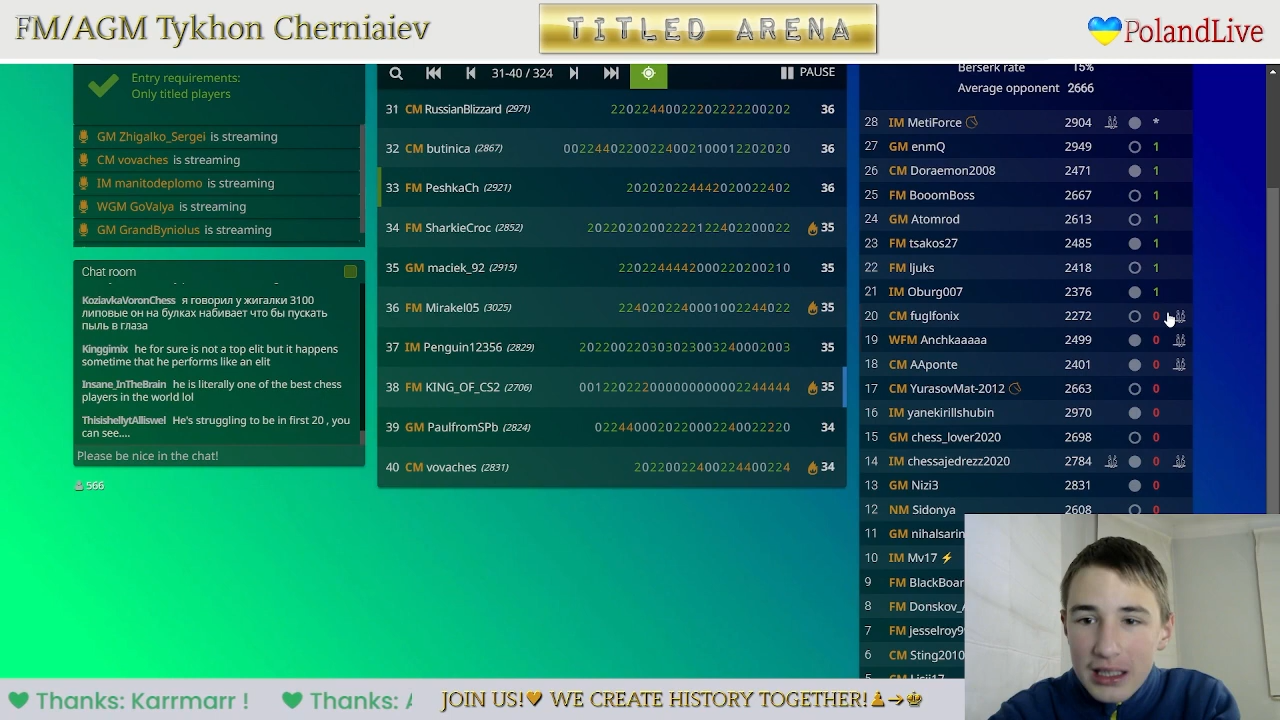 FM/AGM Tykhon Cherniaiev
TITLED ARENA
PolandLive
Entry requirements:
Only titled players
GM Zhigalko_Sergei is streaming
CM vovaches is streaming
IM manitodeplomo is streaming
WGM GoValya is streaming
GM GrandByniolus is streaming
Chat room
KoziavkaVoronChess я говорил у жигалки 3100
липовые он на булках набивает что бы пускать
пыль в глаза
Kinggimix he for sure is not a top elit but it happens
sometime that he performs like an elit
Insane_InTheBrain he is literally one of the best chess
players in the world lol
ThisishellytAlliswel He's struggling to be in first 20 , you
can see....
Please be nice in the chat!
566
31-40 / 324 PAUSE
31 CM RussianBlizzard (2971) 22022440022202222200202 36
32 CM butinica (2867) 0022440220022400210001220202​0 36
33 FM PeshkaCh (2921) 202020224442020022402 36
34 FM SharkieCroc (2852) 20220202002222122402200022 35
35 GM maciek_92 (2915) 2202244442000220200210 35
36 FM Mirakel05 (3025) 2240202240001002244022 35
37 IM Penguin12356 (2829) 202200220303023003240002003 35
38 FM KING_OF_CS2 (2706) 001220222000000000002244444 35
39 GM PaulfromSPb (2824) 0224400020220002240022220 34
40 CM vovaches (2831) 20220022400224400224 34
Berserk rate 15%
Average opponent 2666
28 IM MetiForce 2904 *
27 GM enmQ 2949 1
26 CM Doraemon2008 2471 1
25 FM BooomBoss 2667 1
24 GM Atomrod 2613 1
23 FM tsakos27 2485 1
22 FM ljuks 2418 1
21 IM Oburg007 2376 1
20 CM fuglfonix 2272 0
19 WFM Anchkaaaaa 2499 0
18 CM AAponte 2401 0
17 CM YurasovMat-2012 2663 0
16 IM yanekirillshubin 2970 0
15 GM chess_lover2020 2698 0
14 IM chessajedrezz2020 2784 0
13 GM Nizi3 2831 0
12 NM Sidonya 2608 0
11 GM nihalsarin
10 IM Mv17
9 FM BlackBoar
8 FM Donskov_
7 FM jesselroy9
6 CM Sting2010
Thanks: Karrmarr !
Thanks:
JOIN US! WE CREATE HISTORY TOGETHER!